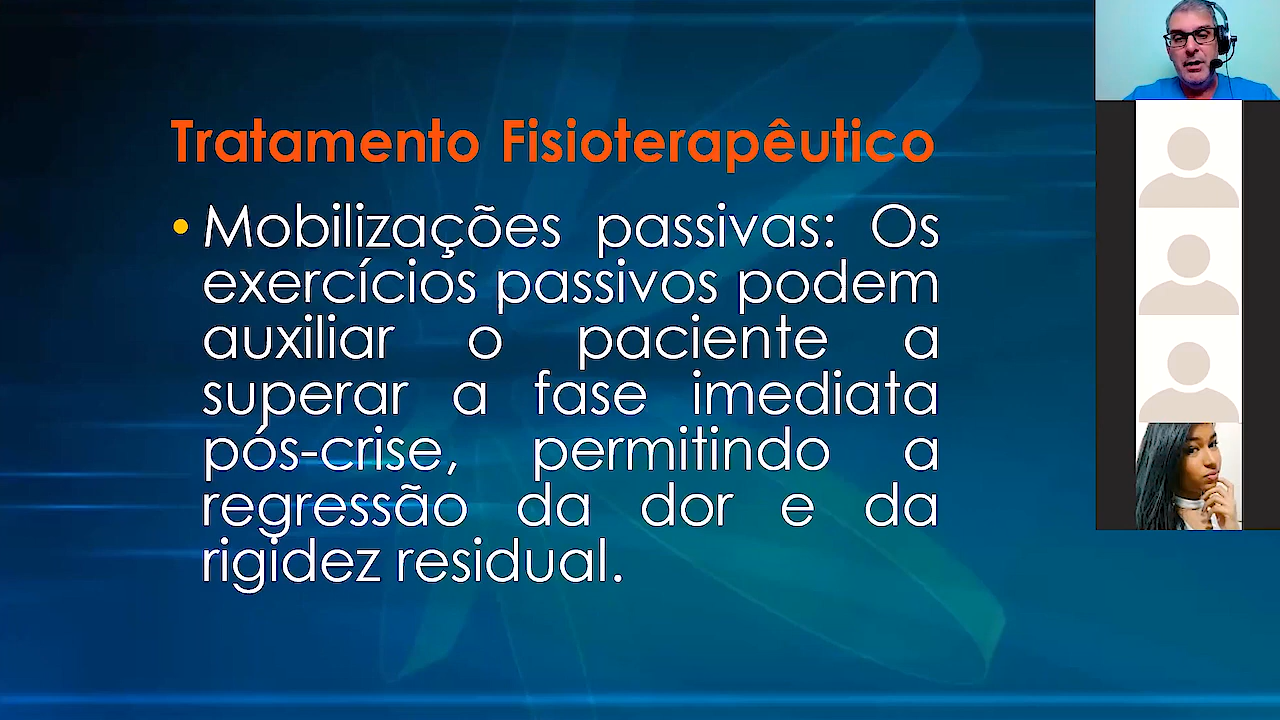 Tratamento Fisioterapêutico
• Mobilizações passivas: Os
exercícios passivos podem
auxiliar o paciente a
superar a fase imediata
pós-crise, permitindo a
regressão da dor e da
rigidez residual.